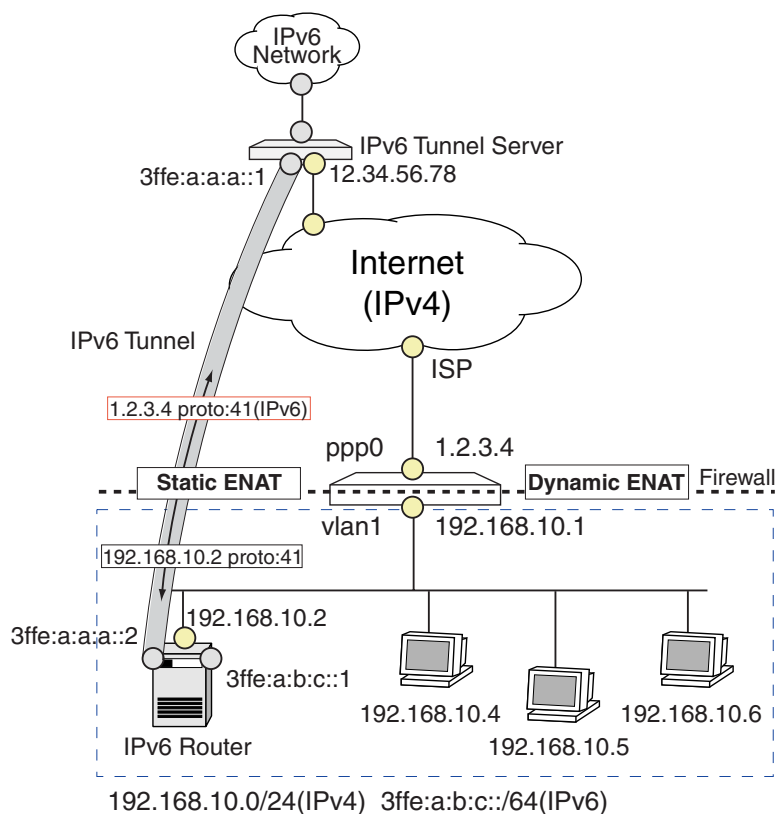 IPv6
Network
IPv6 Tunnel Server
3ffe:a:a:a::1
12.34.56.78
Internet
(IPv4)
IPv6 Tunnel
ISP
1.2.3.4 proto:41(IPv6)
ppp0
1.2.3.4
Static ENAT
Dynamic ENAT
Firewall
vlan1
192.168.10.1
192.168.10.2 proto:41
192.168.10.2
3ffe:a:a:a::2
3ffe:a:b:c::1
192.168.10.4
192.168.10.6
IPv6 Router
192.168.10.5
192.168.10.0/24(IPv4) 3ffe:a:b:c::/64(IPv6)